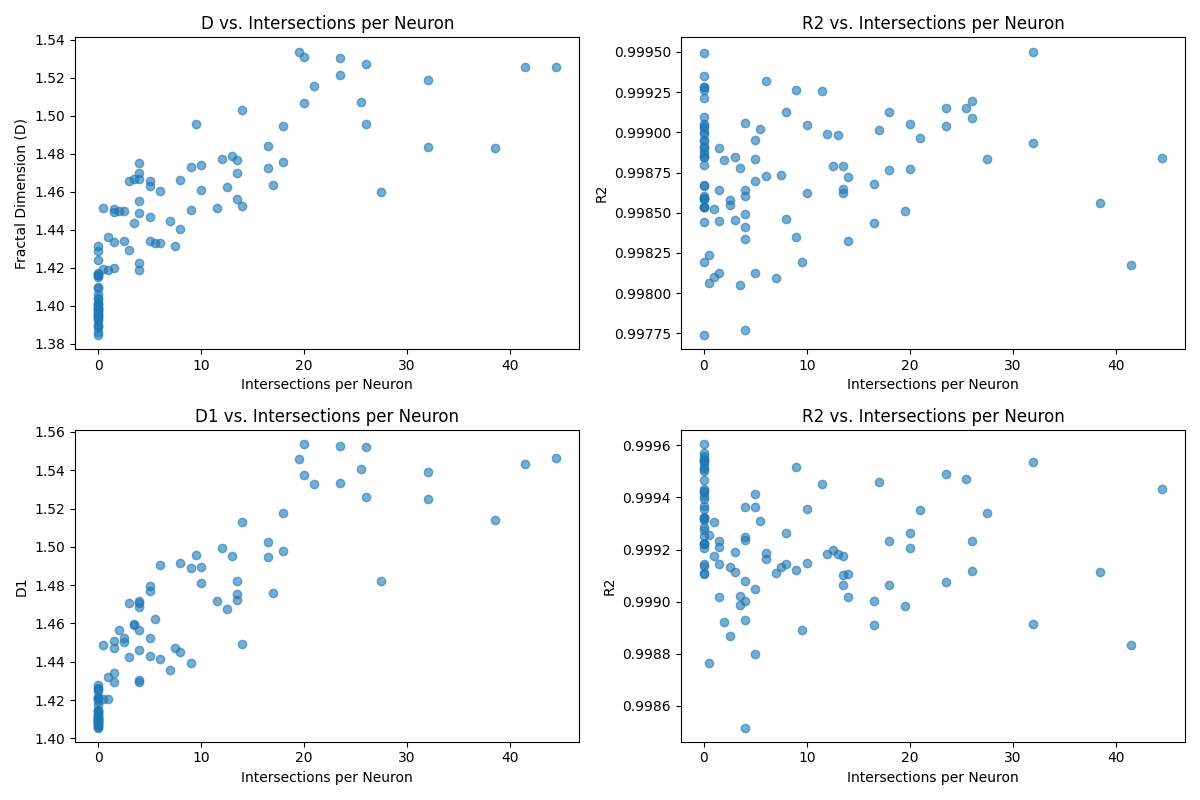 D vs. Intersections per Neuron
Fractal Dimension (D)
1.54
1.52
1.50
1.48
1.46
1.44
1.42
1.40
1.38
0 10 20 30 40
Intersections per Neuron
R2 vs. Intersections per Neuron
R2
0.99950
0.99925
0.99900
0.99875
0.99850
0.99825
0.99800
0.99775
0 10 20 30 40
Intersections per Neuron
D1 vs. Intersections per Neuron
D1
1.56
1.54
1.52
1.50
1.48
1.46
1.44
1.42
1.40
0 10 20 30 40
Intersections per Neuron
R2 vs. Intersections per Neuron
R2
0.9996
0.9994
0.9992
0.9990
0.9988
0.9986
0 10 20 30 40
Intersections per Neuron